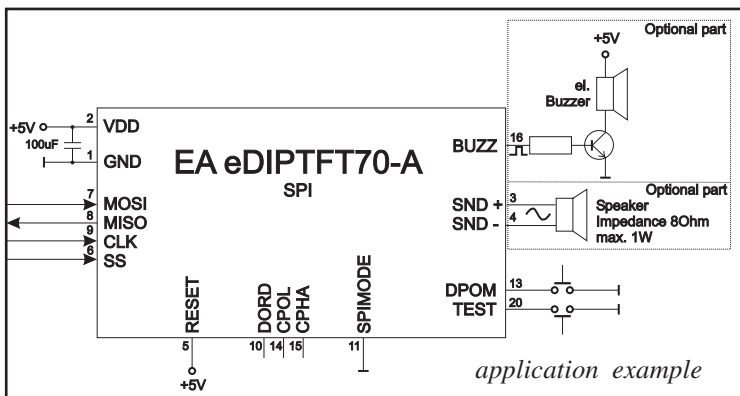 Optional part
+5V
el.
Buzzer
2 VDD
+5V
100uF
1 GND
EA eDIPTFT70-A
SPI
BUZZ 16
7 MOSI
8 MISO
9 CLK
6 SS
Optional part
SND + 3
SND - 4
Speaker
Impedance 8Ohm
max. 1W
DPOM 13
TEST 20
RESET
DORD
CPOL
CPHA
SPIMODE
5
10
14
15
11
+5V
application example